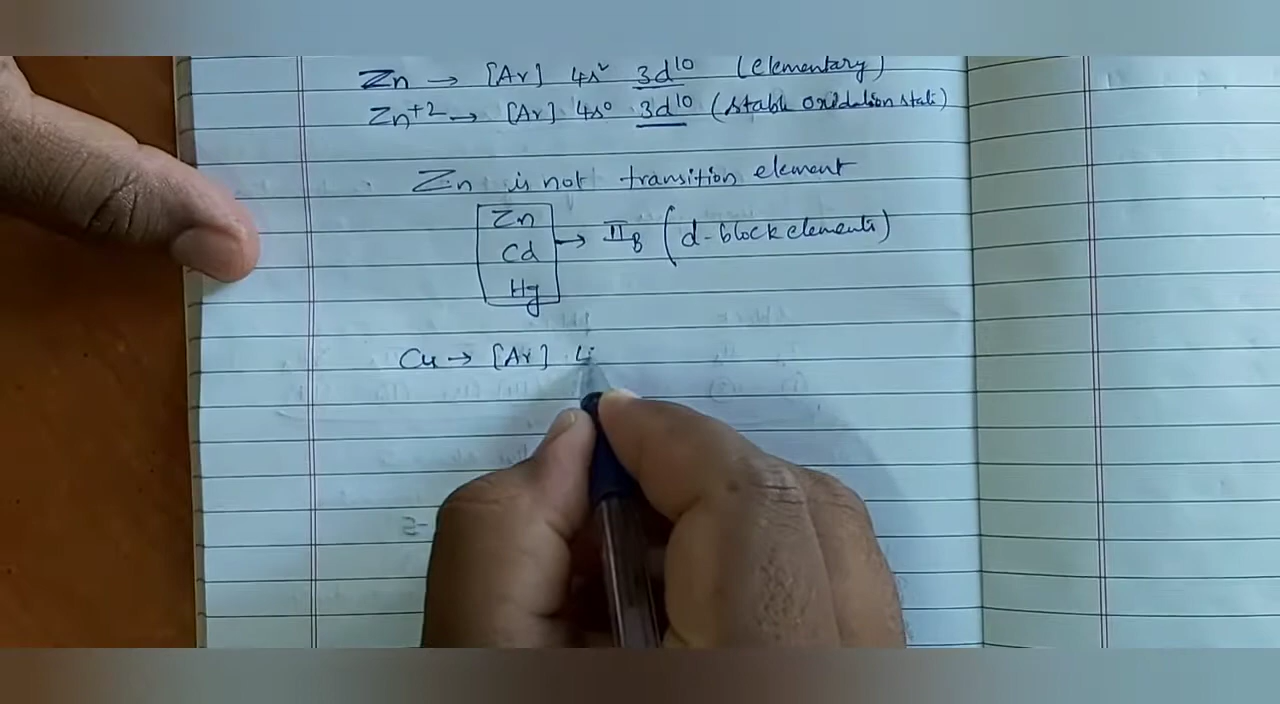 Zn → [Ar] 4s² 3d¹⁰ (elementary)
Zn⁺² → [Ar] 4s⁰ 3d¹⁰ (stable oxidation state)
Zn is not transition element
Zn
Cd → II B (d-block elements)
Hg
Cu → [Ar] 4